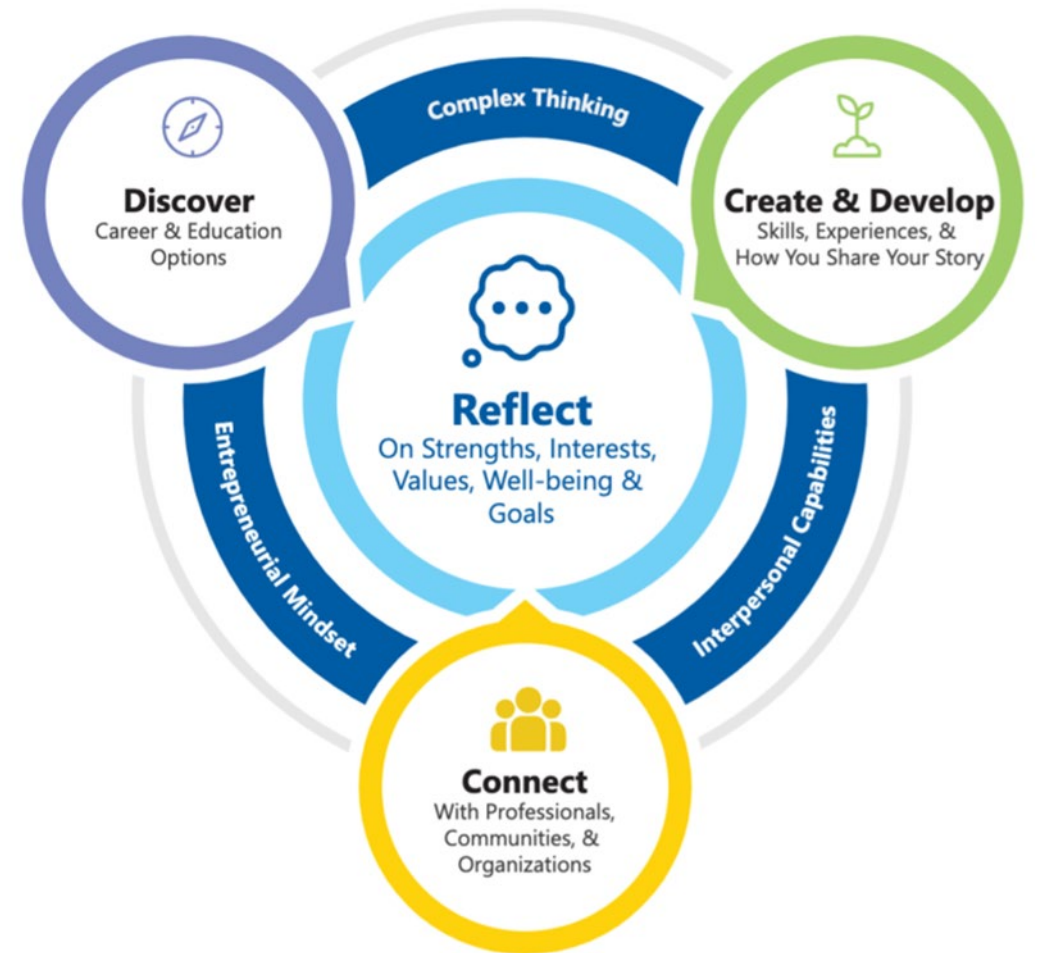 Complex Thinking
Discover
Career & Education
Options
Create & Develop
Skills, Experiences, &
How You Share Your Story
Reflect
On Strengths, Interests,
Values, Well-being &
Goals
Entrepreneurial Mindset
Interpersonal Capabilities
Connect
With Professionals,
Communities, &
Organizations